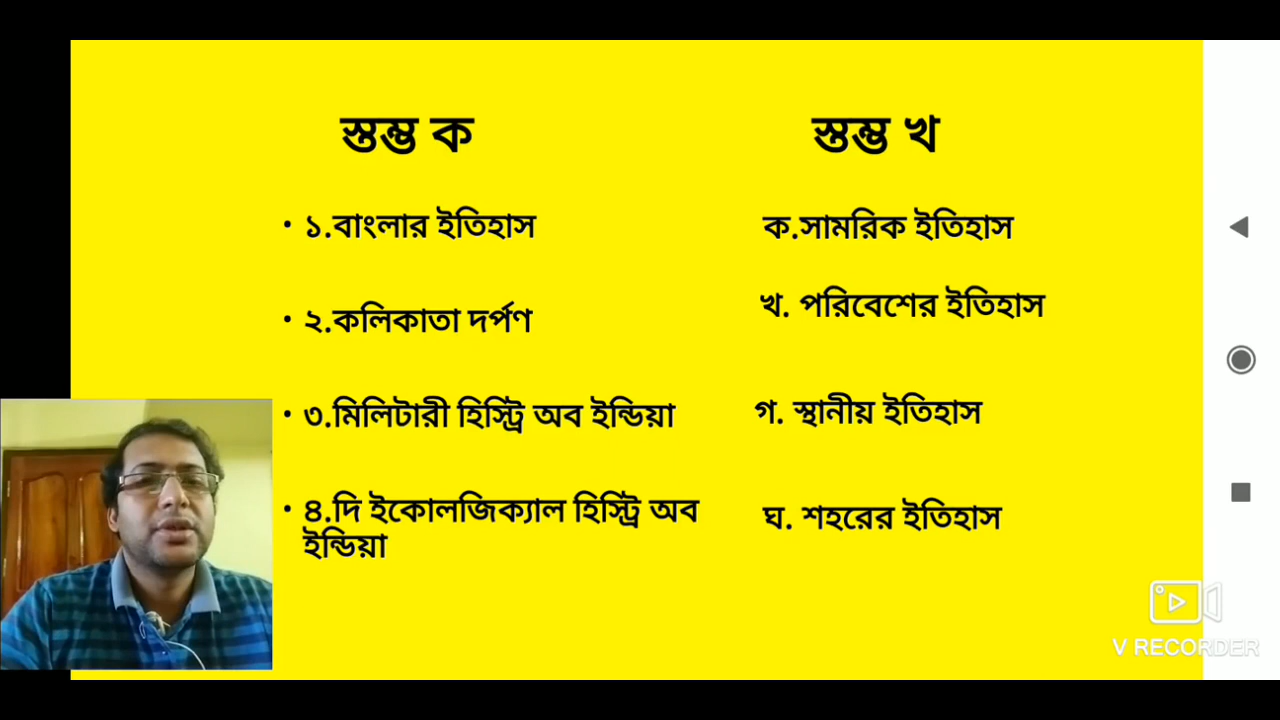 স্তম্ভ ক
স্তম্ভ খ
• ১.বাংলার ইতিহাস
ক.সামরিক ইতিহাস
• ২.কলিকাতা দর্পণ
খ. পরিবেশের ইতিহাস
• ৩.মিলিটারী হিস্ট্রি অব ইন্ডিয়া
গ. স্থানীয় ইতিহাস
• ৪.দি ইকোলজিক্যাল হিস্ট্রি অব
ইন্ডিয়া
ঘ. শহরের ইতিহাস
V RECORDER